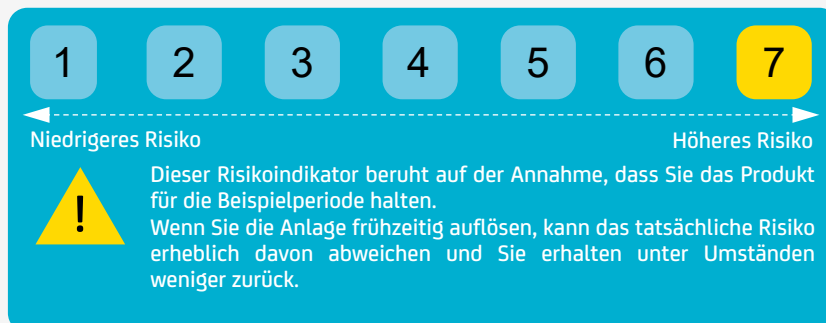 1 2 3 4 5 6 7
Niedrigeres Risiko Höheres Risiko
!
Dieser Risikoindikator beruht auf der Annahme, dass Sie das Produkt
für die Beispielperiode halten.
Wenn Sie die Anlage frühzeitig auflösen, kann das tatsächliche Risiko
erheblich davon abweichen und Sie erhalten unter Umständen
weniger zurück.